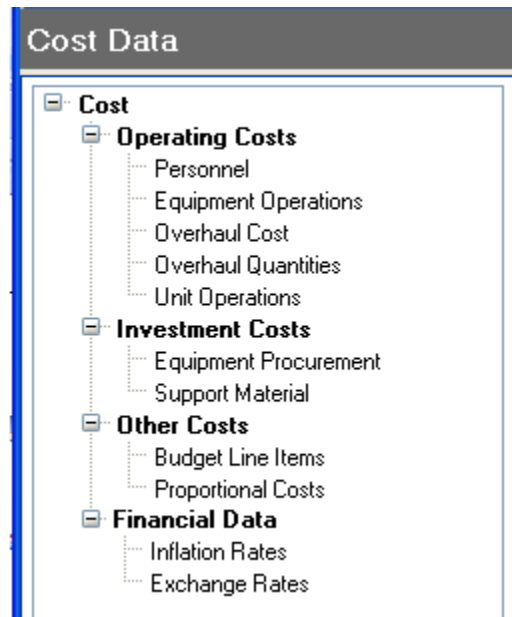 Cost Data
Cost
Operating Costs
Personnel
Equipment Operations
Overhaul Cost
Overhaul Quantities
Unit Operations
Investment Costs
Equipment Procurement
Support Material
Other Costs
Budget Line Items
Proportional Costs
Financial Data
Inflation Rates
Exchange Rates